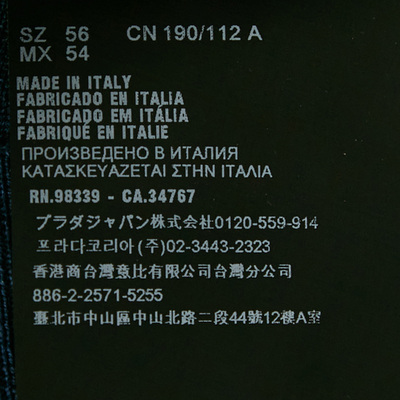 SZ 56 CN 190/112 A
MX 54
MADE IN ITALY
FABRICADO EN ITALIA
FABRICADO EM ITÁLIA
FABRIQUÉ EN ITALIE
ПРОИЗВЕДЕНО В ИТАЛИЯ
ΚΑΤΑΣΚΕΥΑΖΕΤΑΙ ΣΤΗΝ ΙΤΑΛΙΑ
RN.98339 - CA.34767
プラダジャパン株式会社0120-559-914
프라다코리아(주)02-3443-2323
香港商台灣意比有限公司台灣分公司
886-2-2571-5255
臺北市中山區中山北路二段44號12樓A室